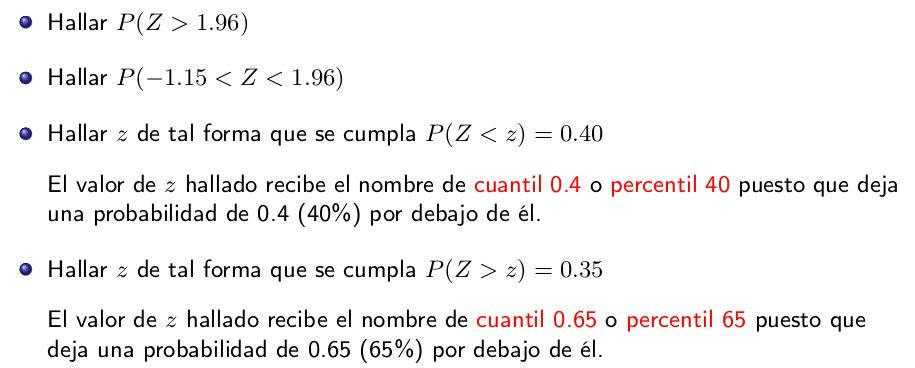 Hallar P(Z > 1.96)
Hallar P(−1.15 < Z < 1.96)
Hallar z de tal forma que se cumpla P(Z < z) = 0.40
El valor de z hallado recibe el nombre de cuantil 0.4 o percentil 40 puesto que deja
una probabilidad de 0.4 (40%) por debajo de él.
Hallar z de tal forma que se cumpla P(Z > z) = 0.35
El valor de z hallado recibe el nombre de cuantil 0.65 o percentil 65 puesto que
deja una probabilidad de 0.65 (65%) por debajo de él.